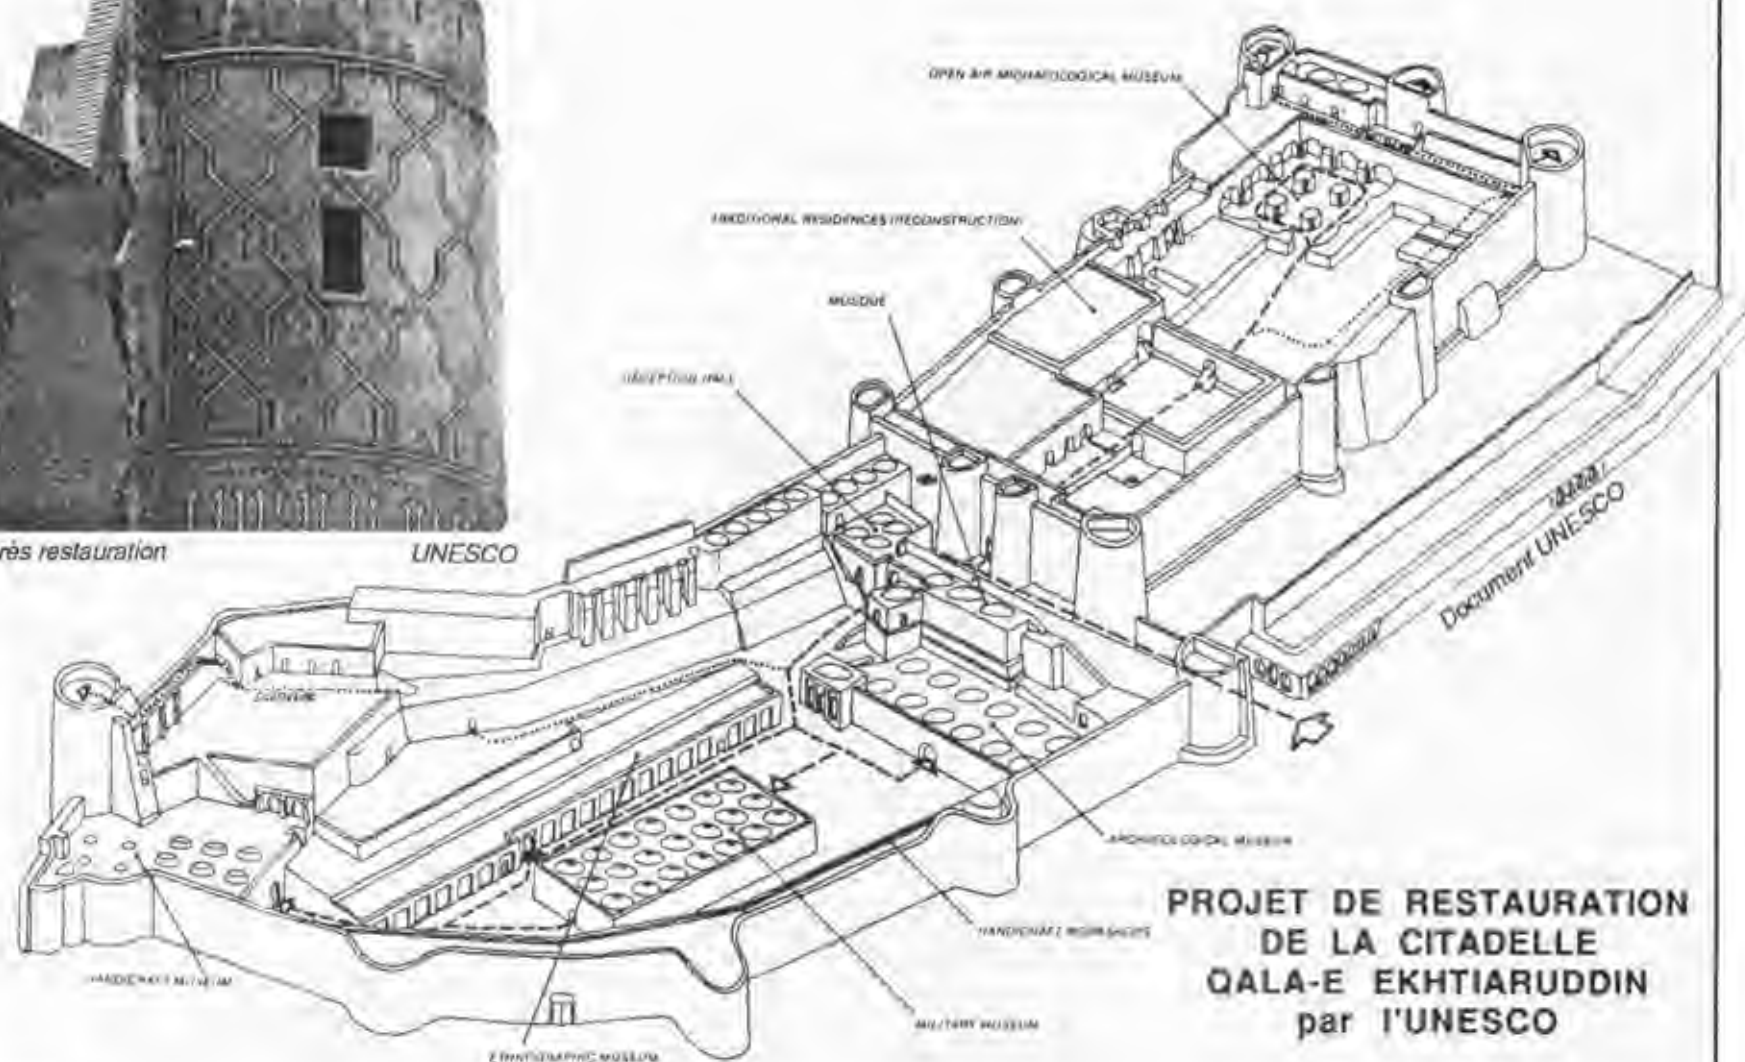 OPEN AIR ARCHAEOLOGICAL MUSEUM
TRADITIONAL RESIDENCES (RECONSTRUCTION)
MOSQUE
RECEPTION HALL
rès restauration
UNESCO
Document UNESCO
ARCHAEOLOGICAL MUSEUM
HANDICRAFT WORKSHOPS
HANDICRAFT MUSEUM
MILITARY MUSEUM
ETHNOGRAPHIC MUSEUM
PROJET DE RESTAURATION
DE LA CITADELLE
QALA-E EKHTIARUDDIN
par l'UNESCO